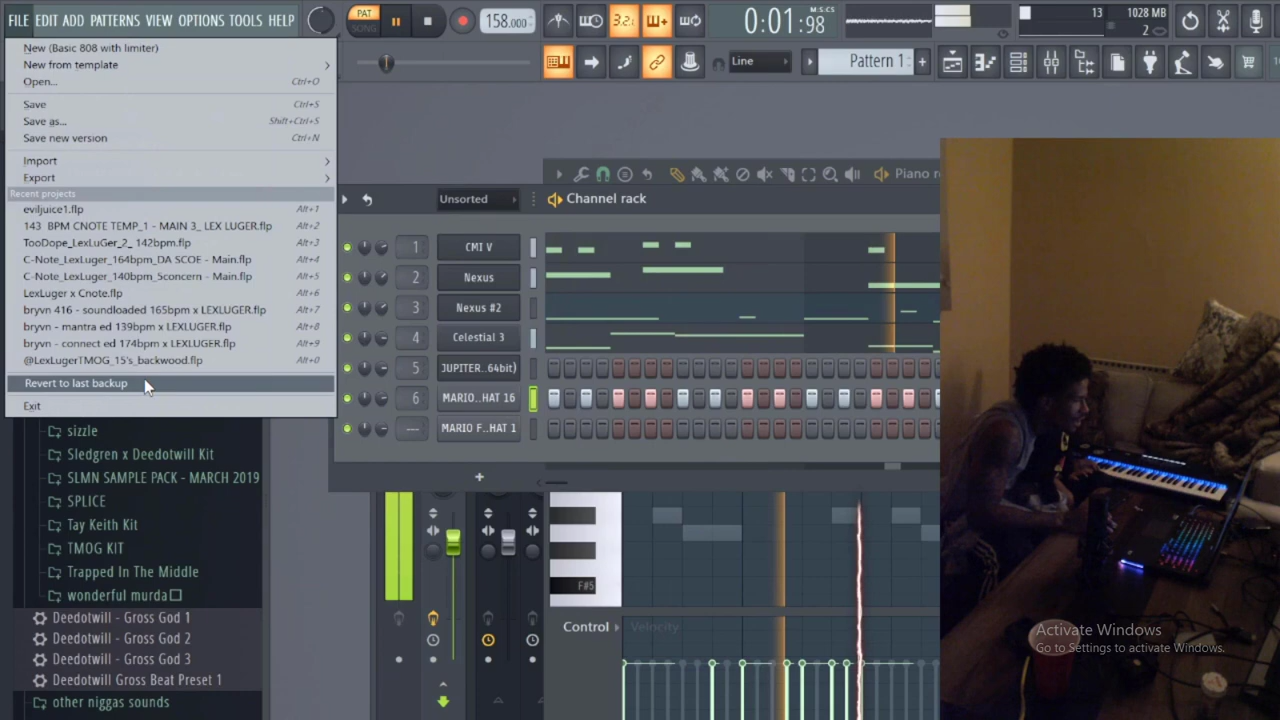 FILE EDIT ADD PATTERNS VIEW OPTIONS TOOLS HELP
PAT
SONG
158.000
3.2.
0:01:98
M:S:CS
13
1028 MB
2
Line
Pattern 1
New (Basic 808 with limiter)
New from template
Open... Ctrl+O
Save Ctrl+S
Save as... Shift+Ctrl+S
Save new version Ctrl+N
Import
Export
Recent projects
eviljuice1.flp Alt+1
143 BPM CNOTE TEMP_1 - MAIN 3_ LEX LUGER.flp Alt+2
TooDope_LexLuGer_2_ 142bpm.flp Alt+3
C-Note_LexLuger_164bpm_DA SCOE - Main.flp Alt+4
C-Note_LexLuger_140bpm_Sconcern - Main.flp Alt+5
LexLuger x Cnote.flp Alt+6
bryvn 416 - soundloaded 165bpm x LEXLUGER.flp Alt+7
bryvn - mantra ed 139bpm x LEXLUGER.flp Alt+8
bryvn - connect ed 174bpm x LEXLUGER.flp Alt+9
@LexLugerTMOG_15's_backwood.flp Alt+0
Revert to last backup
Exit
Piano r
Unsorted
Channel rack
1 CMI V
2 Nexus
3 Nexus #2
4 Celestial 3
5 JUPITER..64bit)
6 MARIO..HAT 16
--- MARIO F..HAT 1
+
sizzle
Sledgren x Deedotwill Kit
SLMN SAMPLE PACK - MARCH 2019
SPLICE
Tay Keith Kit
TMOG KIT
Trapped In The Middle
wonderful murda□
Deedotwill - Gross God 1
Deedotwill - Gross God 2
Deedotwill - Gross God 3
Deedotwill Gross Beat Preset 1
other niggas sounds
F#5
Control
Velocity
Activate Windows
Go to Settings to activate Windows.